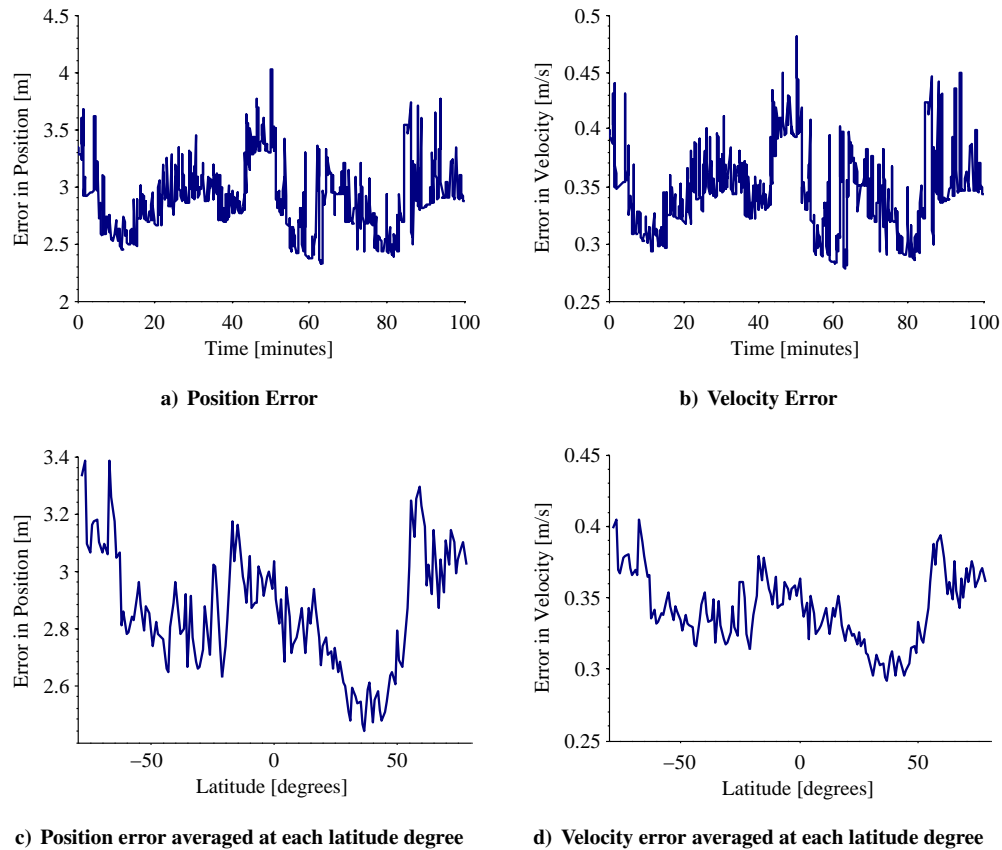 4.5
4
3.5
3
2.5
2
Error in Position [m]
0 20 40 60 80 100
Time [minutes]
a) Position Error
0.5
0.45
0.4
0.35
0.3
0.25
Error in Velocity [m/s]
0 20 40 60 80 100
Time [minutes]
b) Velocity Error
3.4
3.2
3
2.8
2.6
Error in Position [m]
−50 0 50
Latitude [degrees]
c) Position error averaged at each latitude degree
0.45
0.4
0.35
0.3
0.25
Error in Velocity [m/s]
−50 0 50
Latitude [degrees]
d) Velocity error averaged at each latitude degree